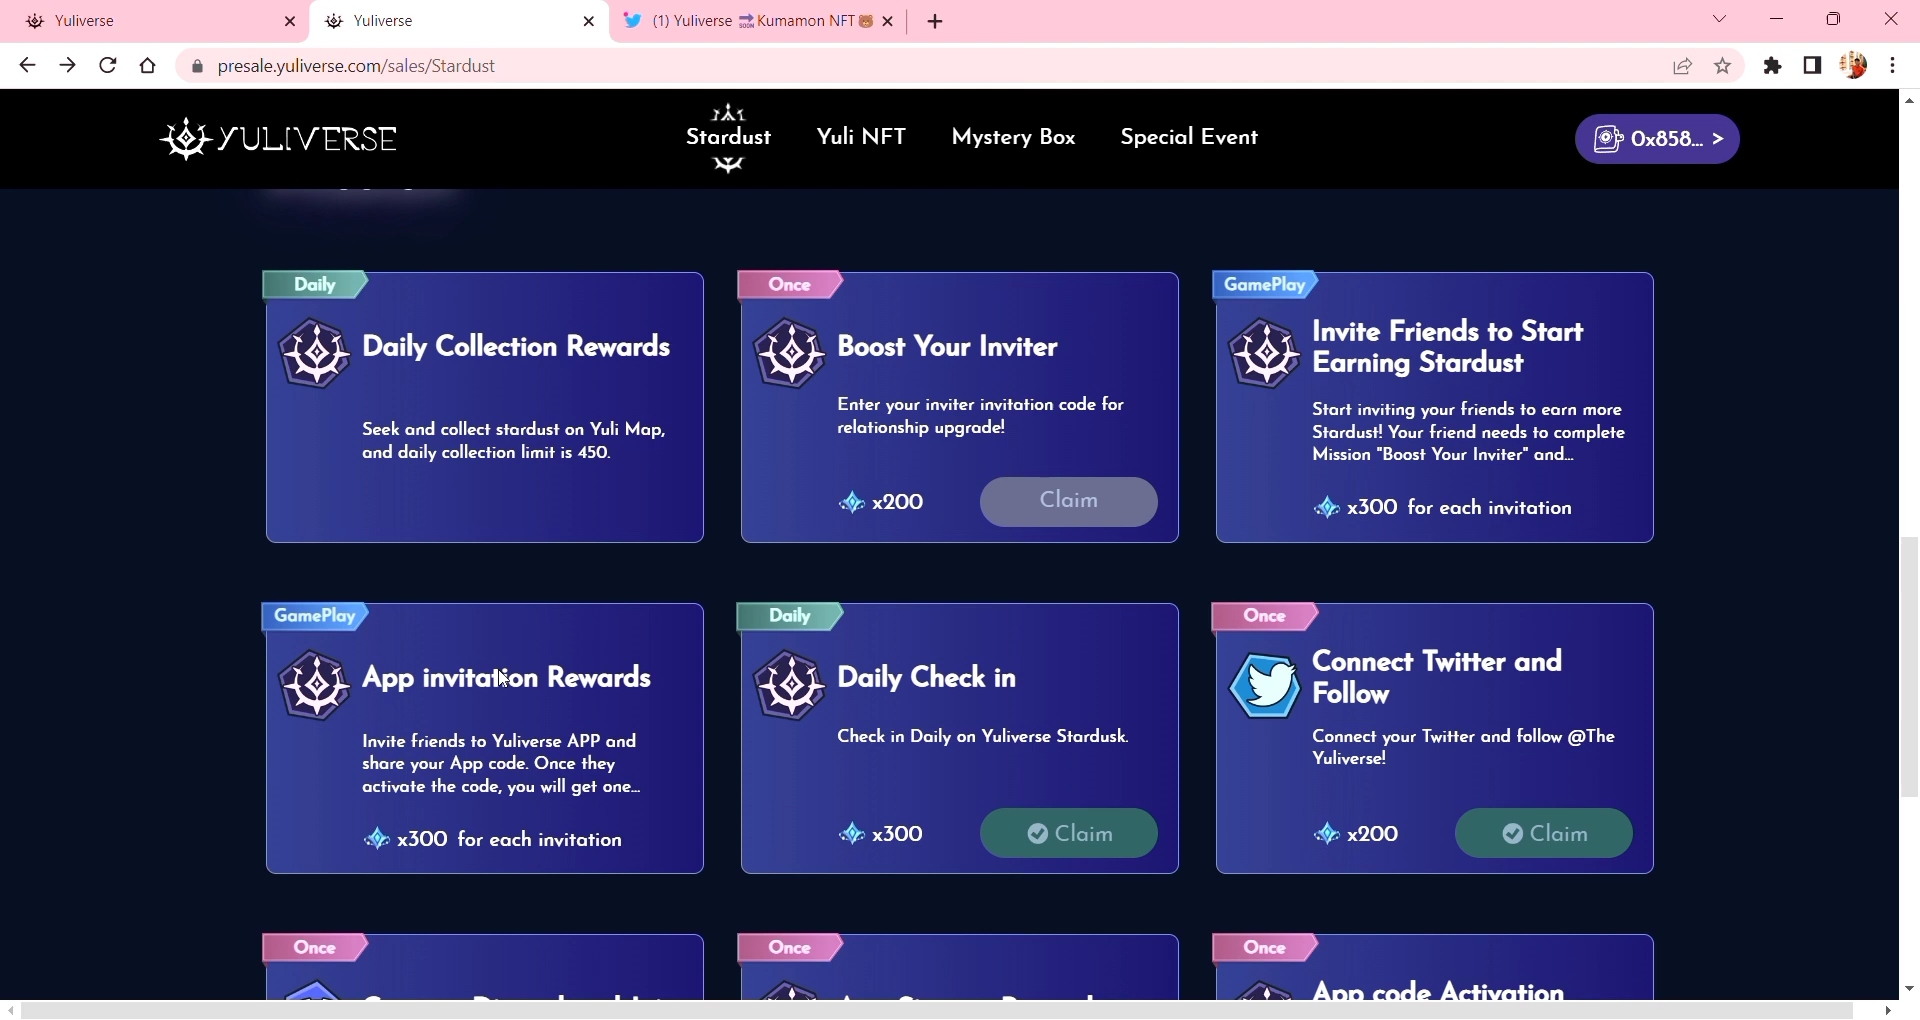 Yuliverse
Yuliverse
(1) Yuliverse 🔜 Kumamon NFT🐻
presale.yuliverse.com/sales/Stardust
YULIVERSE
Stardust
Yuli NFT
Mystery Box
Special Event
0x858... >
Daily
Daily Collection Rewards
Seek and collect stardust on Yuli Map,
and daily collection limit is 450.
Once
Boost Your Inviter
Enter your inviter invitation code for
relationship upgrade!
x200
Claim
GamePlay
Invite Friends to Start
Earning Stardust
Start inviting your friends to earn more
Stardust! Your friend needs to complete
Mission "Boost Your Inviter" and...
x300 for each invitation
GamePlay
App invitation Rewards
Invite friends to Yuliverse APP and
share your App code. Once they
activate the code, you will get one...
x300 for each invitation
Daily
Daily Check in
Check in Daily on Yuliverse Stardusk.
x300
Claim
Once
Connect Twitter and
Follow
Connect your Twitter and follow @The
Yuliverse!
x200
Claim
Once
Once
Once
App code Activation